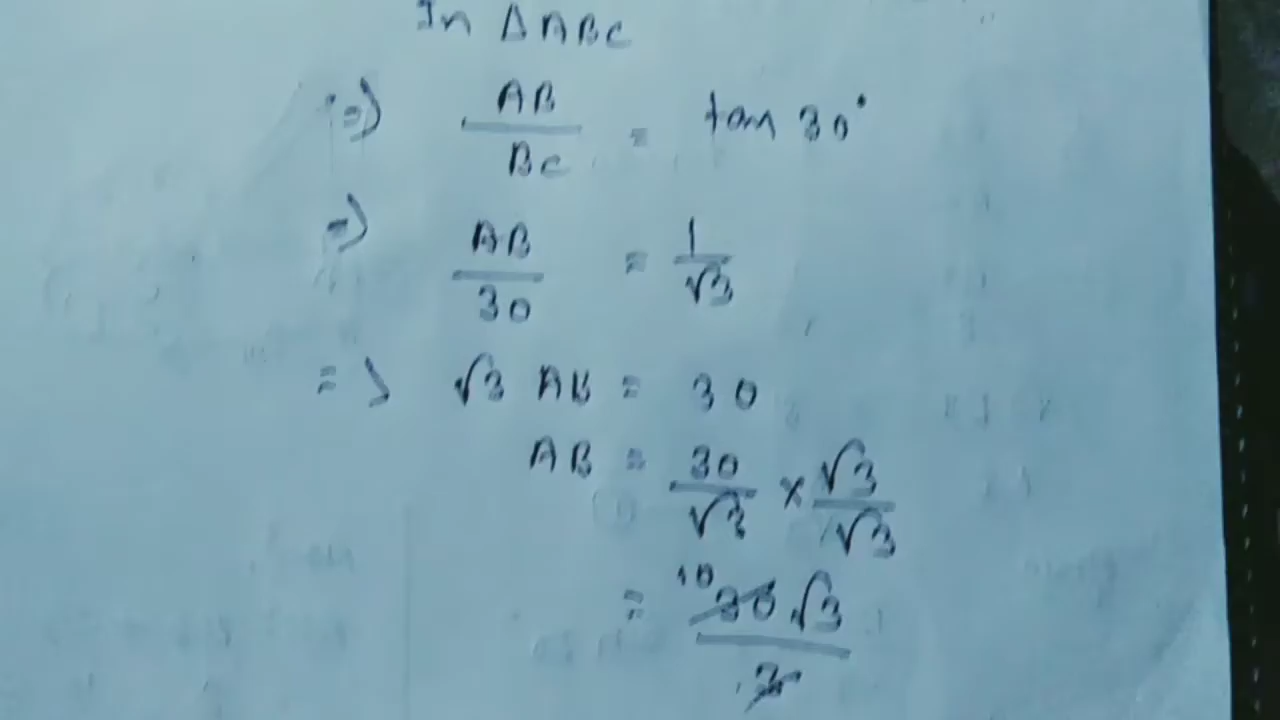 In ΔABC
=> AB/BC = tan 30°
=> AB/30 = 1/√3
=> √3 AB = 30
AB = 30/√3 × √3/√3
= 10 30√3/3